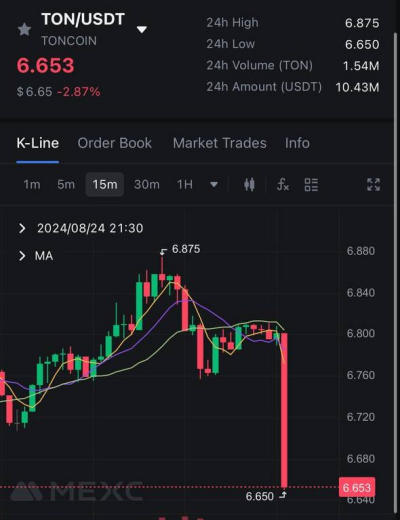 TON/USDT
TONCOIN
6.653
$6.65 -2.87%
24h High 6.875
24h Low 6.650
24h Volume (TON) 1.54M
24h Amount (USDT) 10.43M
K-Line Order Book Market Trades Info
1m 5m 15m 30m 1H
2024/08/24 21:30
MA
6.875
6.880
6.840
6.800
6.760
6.720
6.680
6.653
6.640
6.650
MEXC